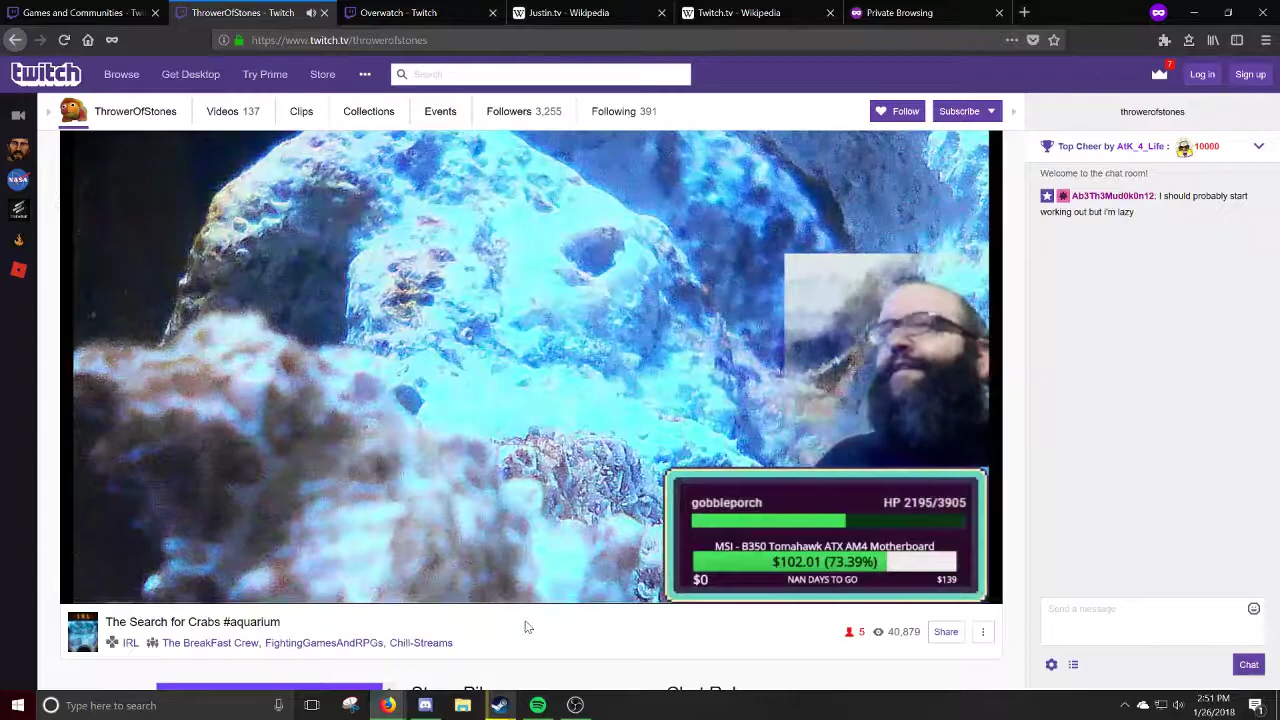 Games and Communities - Twitch
ThrowerOfStones - Twitch
Overwatch - Twitch
Justin.tv - Wikipedia
Twitch.tv - Wikipedia
Private Browsing
https://www.twitch.tv/throwerofstones
twitch Browse Get Desktop Try Prime Store Search 7 Log in Sign up
ThrowerOfStones Videos 137 Clips Collections Events Followers 3,255 Following 391 Follow Subscribe
throwerofstones
Top Cheer by AtK_4_Life : 10000
Welcome to the chat room!
Ab3Th3Mud0k0n12: I should probably start
working out but i'm lazy
NASA
gobbleporch HP 2195/3905
MSI - B350 Tomahawk ATX AM4 Motherboard
$102.01 (73.39%)
$0 NAN DAYS TO GO $139
IRL
The Search for Crabs #aquarium
IRL The BreakFast Crew, FightingGamesAndRPGs, Chill-Streams
5 40,879 Share
Send a message
Chat
Type here to search
2:51 PM
1/26/2018